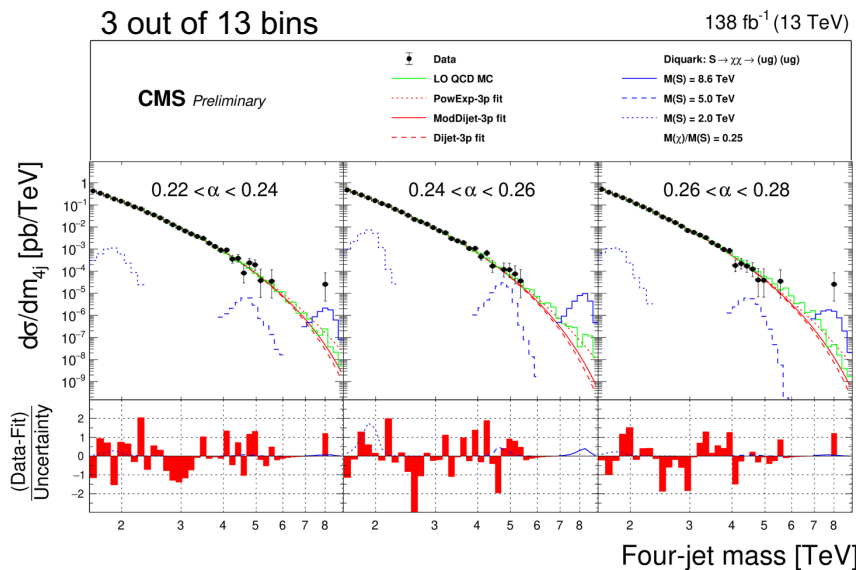 3 out of 13 bins
138 fb⁻¹ (13 TeV)
CMS Preliminary
Data
LO QCD MC
PowExp-3p fit
ModDijet-3p fit
Dijet-3p fit
Diquark: S → χχ → (ug) (ug)
M(S) = 8.6 TeV
M(S) = 5.0 TeV
M(S) = 2.0 TeV
M(χ)/M(S) = 0.25
dσ/dm4j [pb/TeV]
1
10⁻¹
10⁻²
10⁻³
10⁻⁴
10⁻⁵
10⁻⁶
10⁻⁷
10⁻⁸
10⁻⁹
0.22 < α < 0.24
0.24 < α < 0.26
0.26 < α < 0.28
(Data-Fit)
Uncertainty
2
1
0
−1
−2
2 3 4 5 6 7 8
2 3 4 5 6 7 8
2 3 4 5 6 7 8
Four-jet mass [TeV]